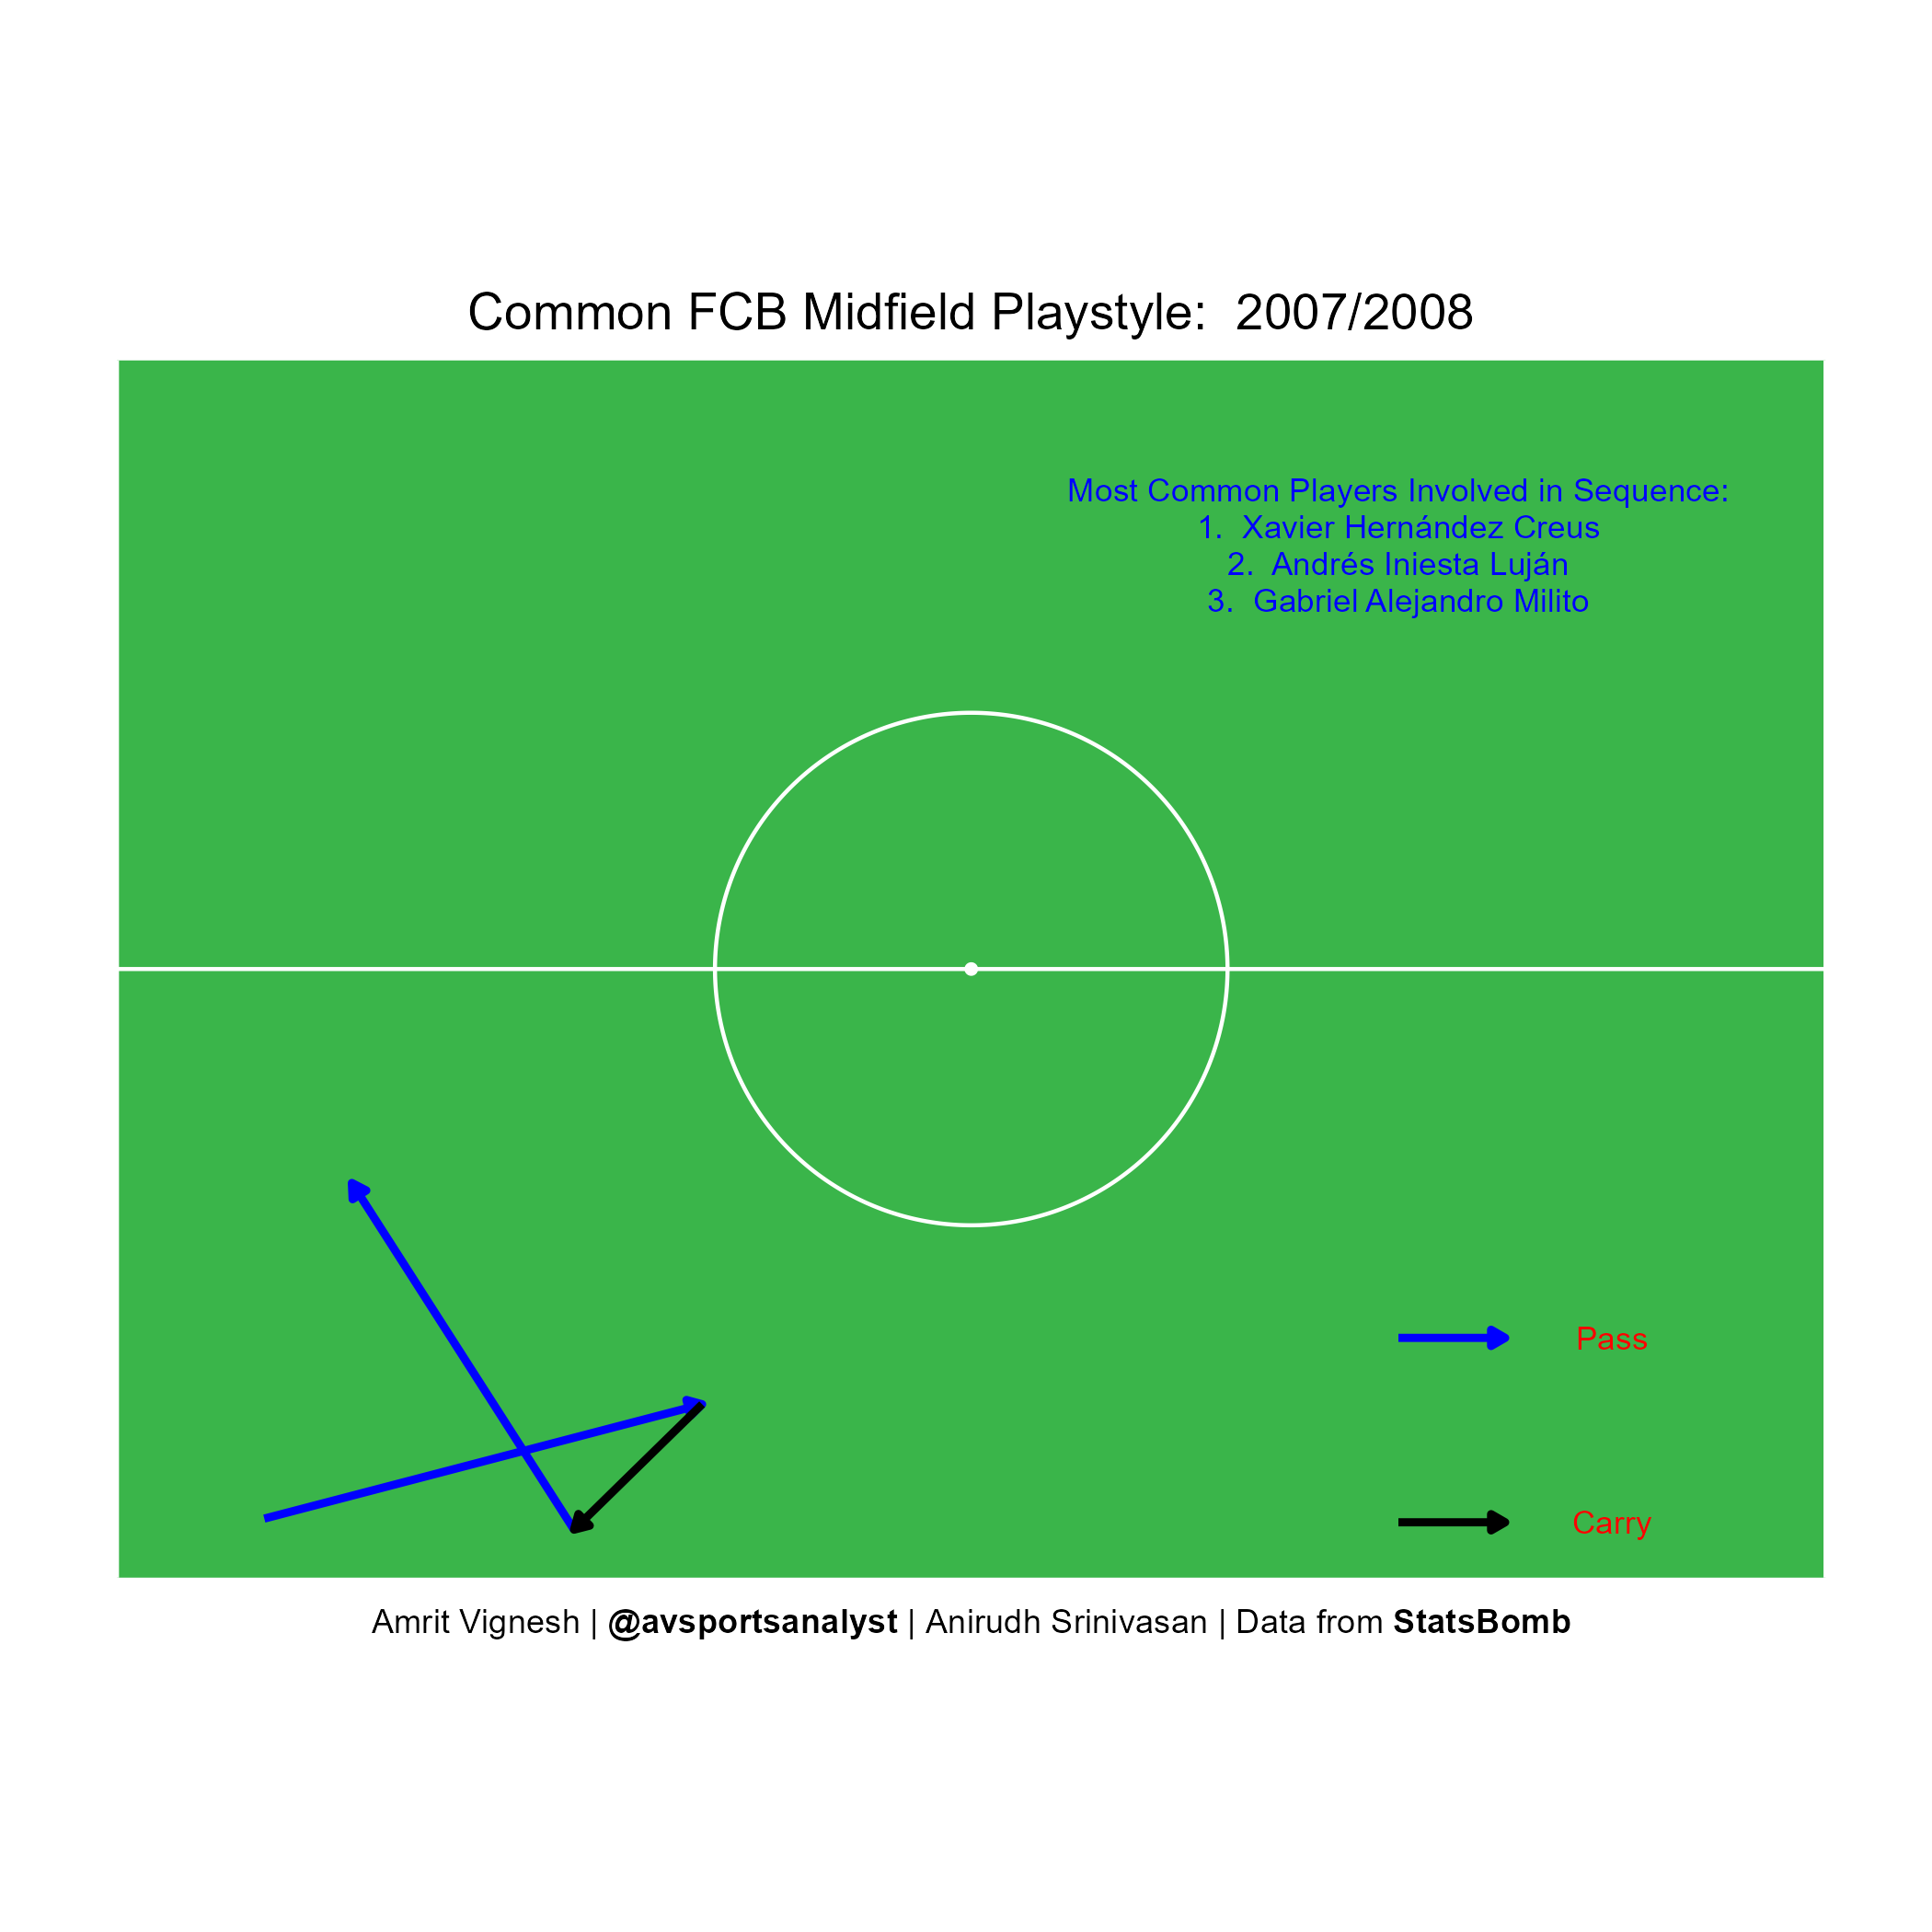 Common FCB Midfield Playstyle:  2007/2008
Most Common Players Involved in Sequence:
1.  Xavier Hernández Creus
2.  Andrés Iniesta Luján
3.  Gabriel Alejandro Milito
Pass
Carry
Amrit Vignesh | @avsportsanalyst | Anirudh Srinivasan | Data from StatsBomb